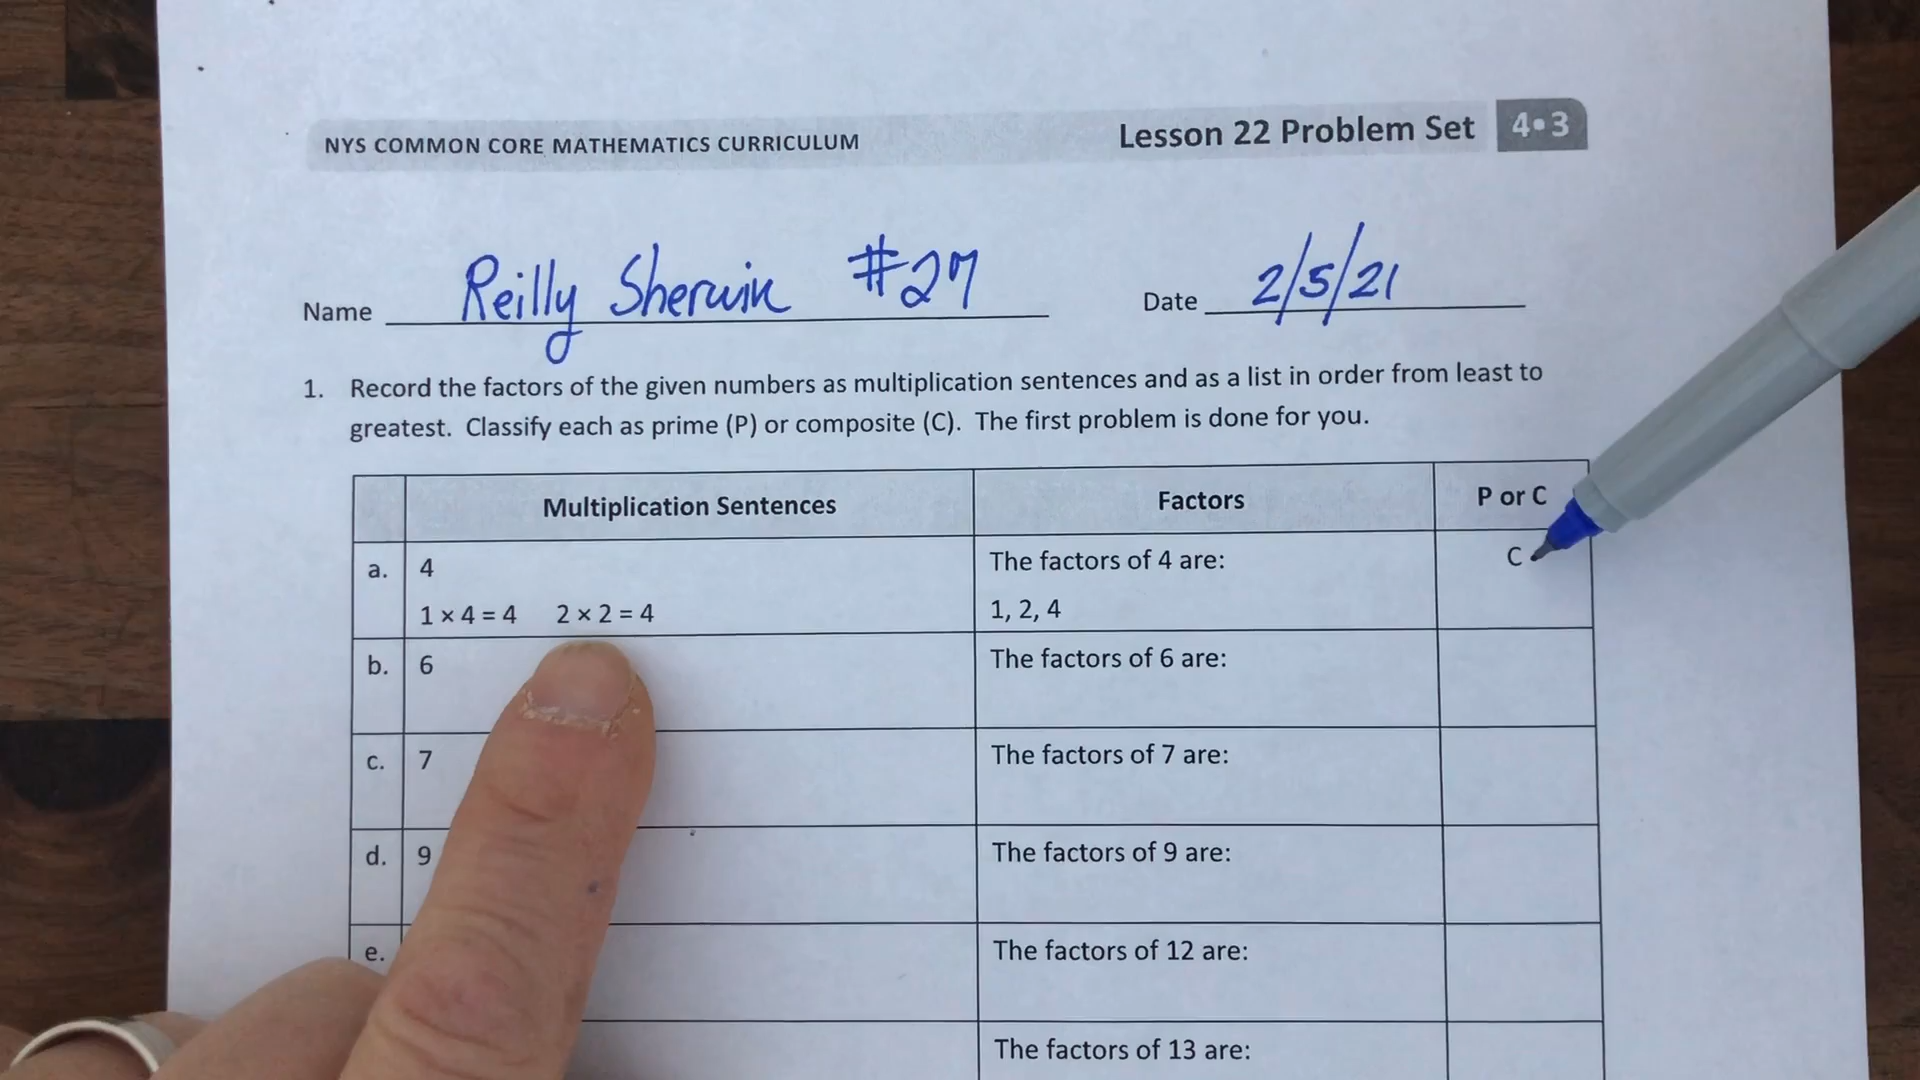 NYS COMMON CORE MATHEMATICS CURRICULUM Lesson 22 Problem Set 4•3
Name Reilly Sherwin #27 Date 2/5/21
1. Record the factors of the given numbers as multiplication sentences and as a list in order from least to
greatest. Classify each as prime (P) or composite (C). The first problem is done for you.
Multiplication Sentences Factors P or C
a. 4 The factors of 4 are: C
1 × 4 = 4 2 × 2 = 4 1, 2, 4
b. 6 The factors of 6 are:
c. 7 The factors of 7 are:
d. 9 The factors of 9 are:
e. The factors of 12 are:
The factors of 13 are: